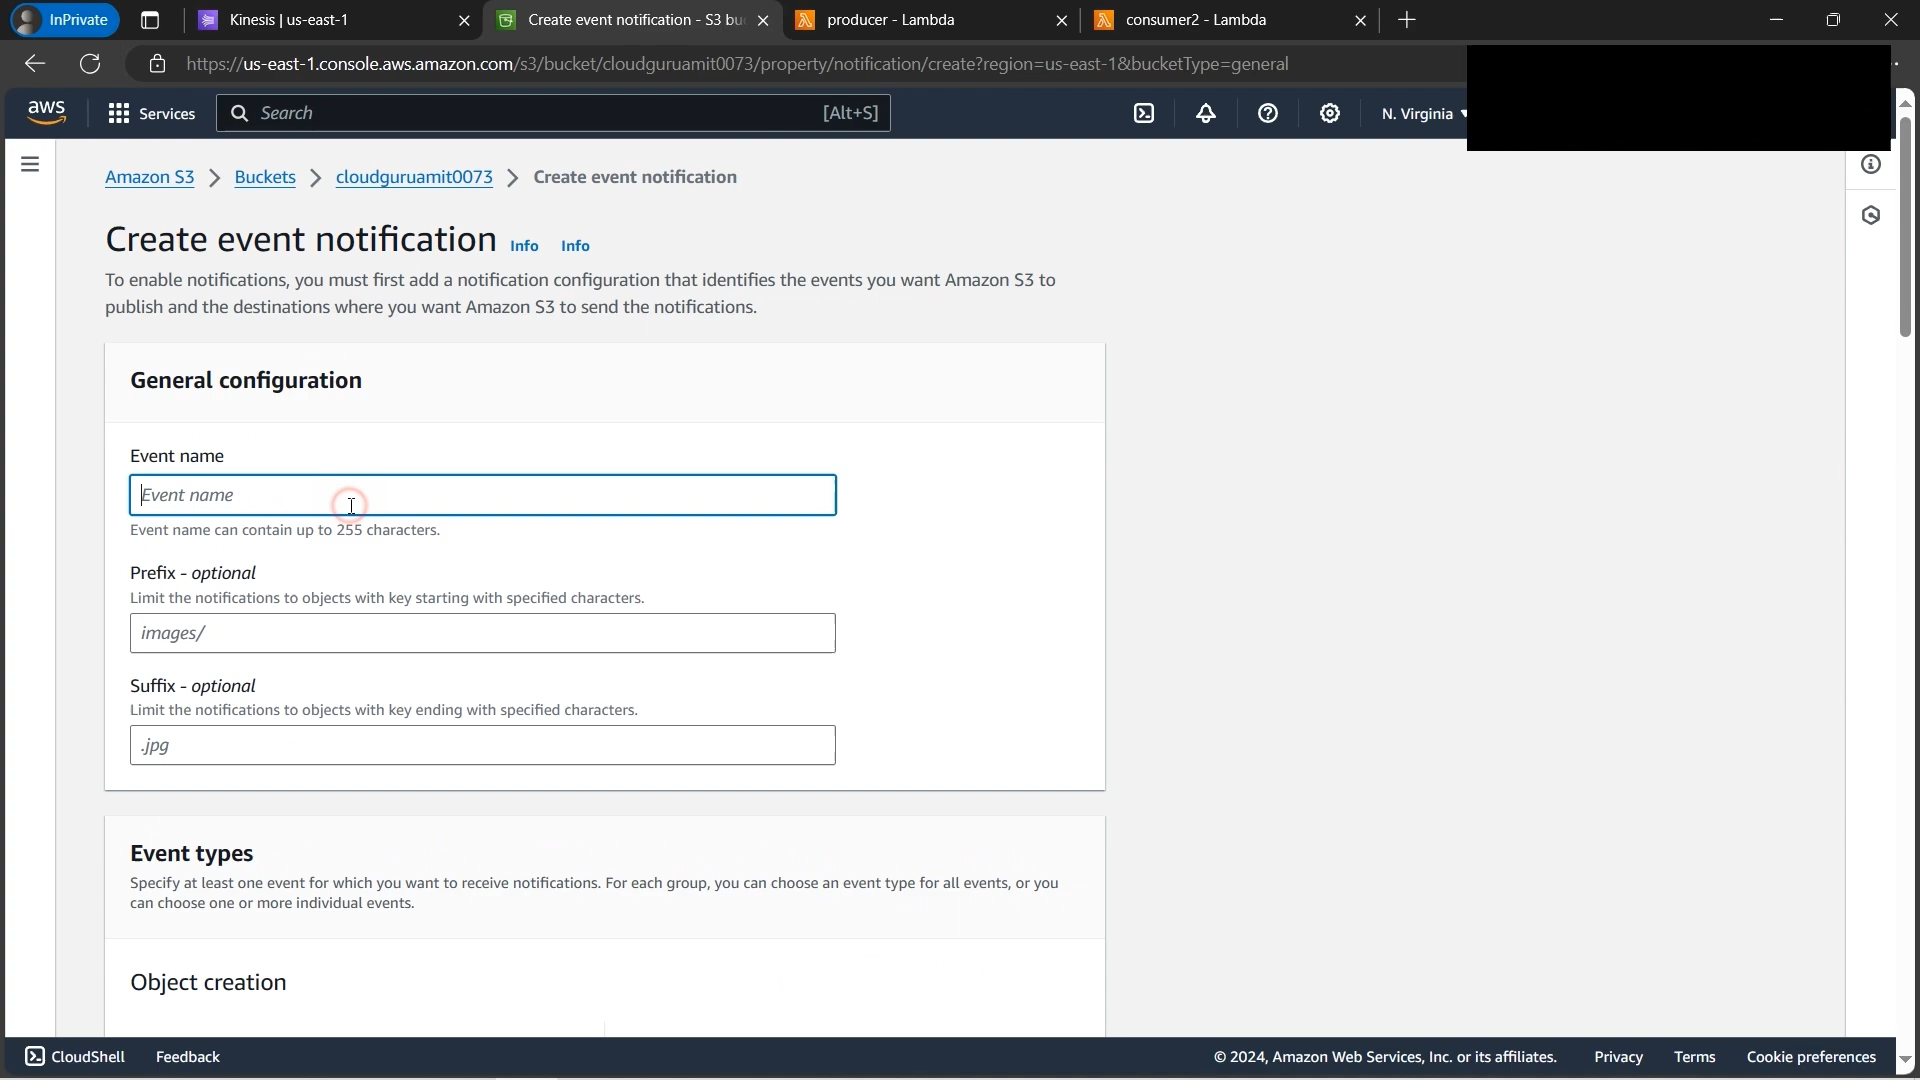 InPrivate
Kinesis | us-east-1
Create event notification - S3 bu
producer - Lambda
consumer2 - Lambda
https://us-east-1.console.aws.amazon.com/s3/bucket/cloudguruamit0073/property/notification/create?region=us-east-1&bucketType=general
aws
Services
Search
[Alt+S]
N. Virginia
Amazon S3
Buckets
cloudguruamit0073
Create event notification
Create event notification Info Info
To enable notifications, you must first add a notification configuration that identifies the events you want Amazon S3 to
publish and the destinations where you want Amazon S3 to send the notifications.
General configuration
Event name
Event name
Event name can contain up to 255 characters.
Prefix - optional
Limit the notifications to objects with key starting with specified characters.
images/
Suffix - optional
Limit the notifications to objects with key ending with specified characters.
.jpg
Event types
Specify at least one event for which you want to receive notifications. For each group, you can choose an event type for all events, or you
can choose one or more individual events.
Object creation
CloudShell
Feedback
© 2024, Amazon Web Services, Inc. or its affiliates.
Privacy
Terms
Cookie preferences